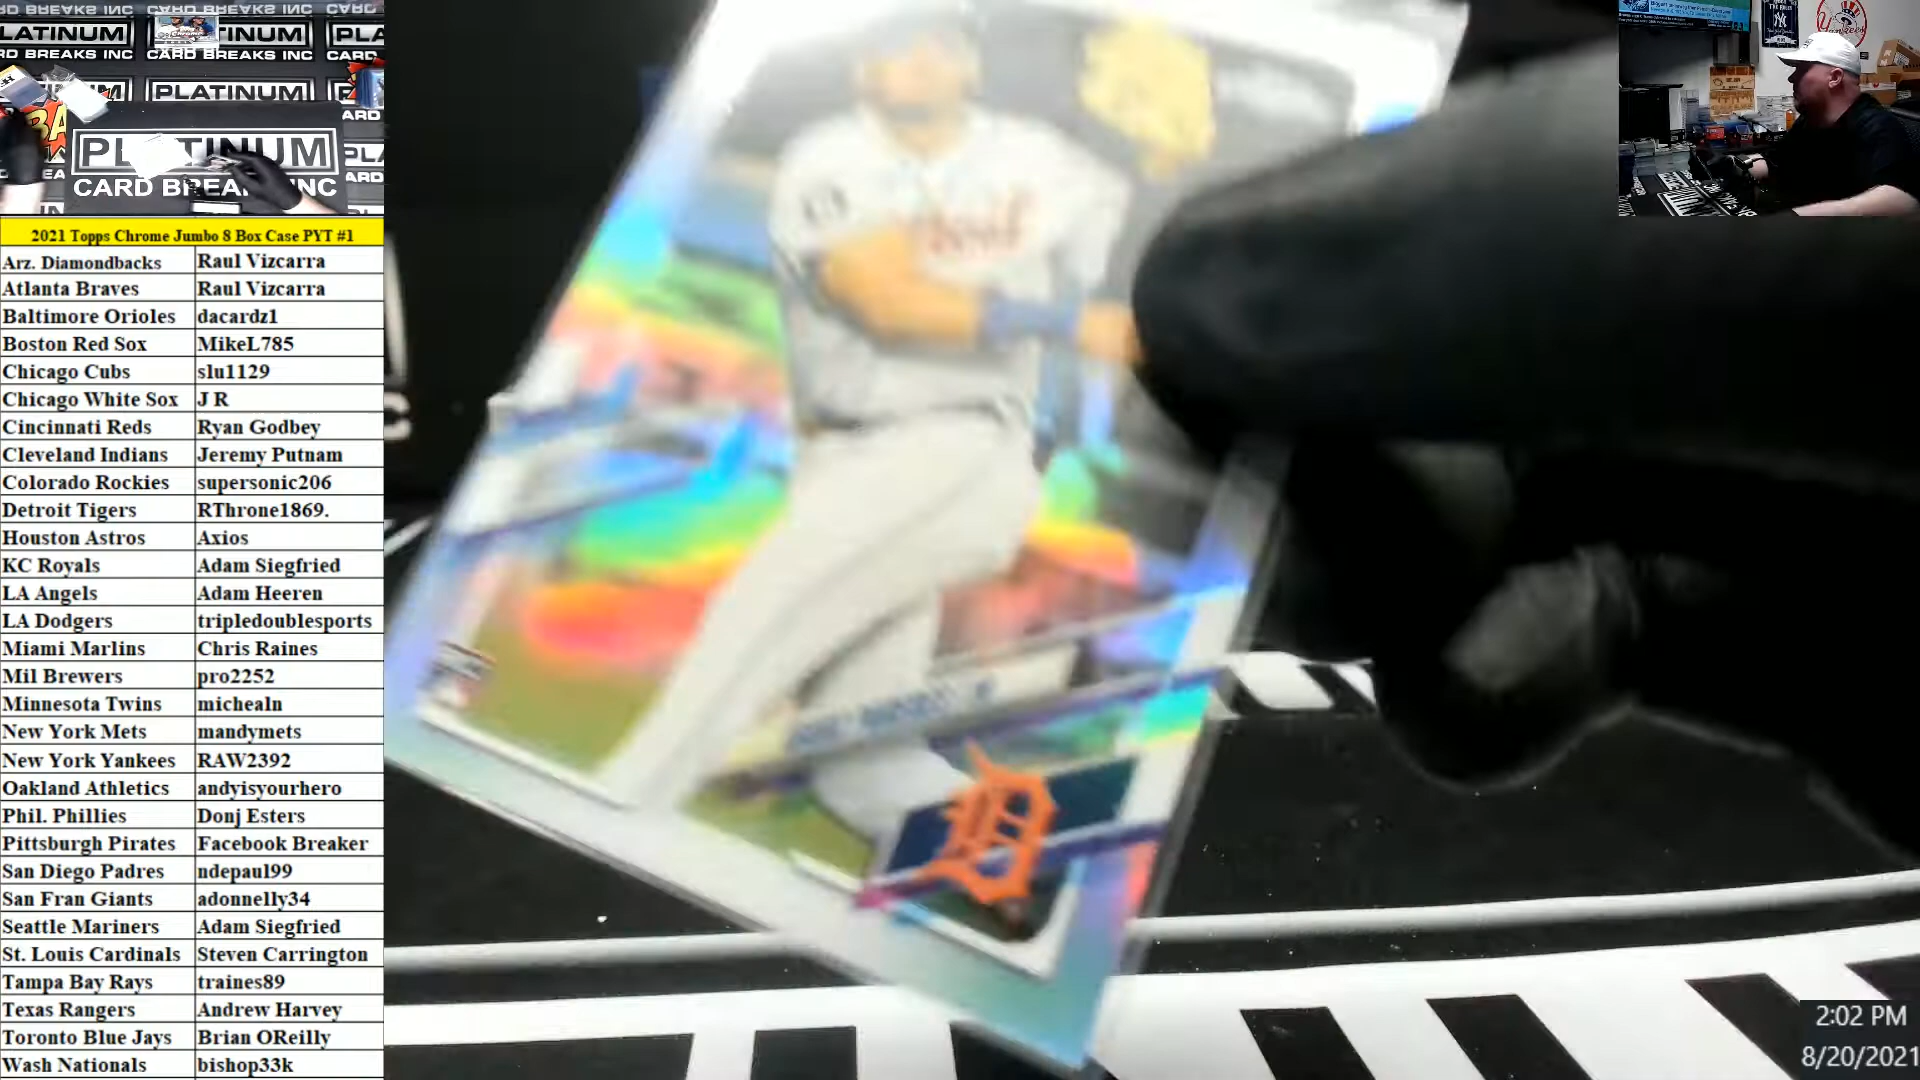 PLATINUM
CARD BREAKS INC
PLATINUM
CARD BREAK INC
2021 Topps Chrome Jumbo 8 Box Case PYT #1
Arz. Diamondbacks Raul Vizcarra
Atlanta Braves Raul Vizcarra
Baltimore Orioles dacardz1
Boston Red Sox MikeL785
Chicago Cubs slu1129
Chicago White Sox J R
Cincinnati Reds Ryan Godbey
Cleveland Indians Jeremy Putnam
Colorado Rockies supersonic206
Detroit Tigers RThrone1869.
Houston Astros Axios
KC Royals Adam Siegfried
LA Angels Adam Heeren
LA Dodgers tripledoublesports
Miami Marlins Chris Raines
Mil Brewers pro2252
Minnesota Twins michealn
New York Mets mandymets
New York Yankees RAW2392
Oakland Athletics andyisyourhero
Phil. Phillies Donj Esters
Pittsburgh Pirates Facebook Breaker
San Diego Padres ndepaul99
San Fran Giants adonnelly34
Seattle Mariners Adam Siegfried
St. Louis Cardinals Steven Carrington
Tampa Bay Rays traines89
Texas Rangers Andrew Harvey
Toronto Blue Jays Brian OReilly
Wash Nationals bishop33k
2:02 PM
8/20/2021